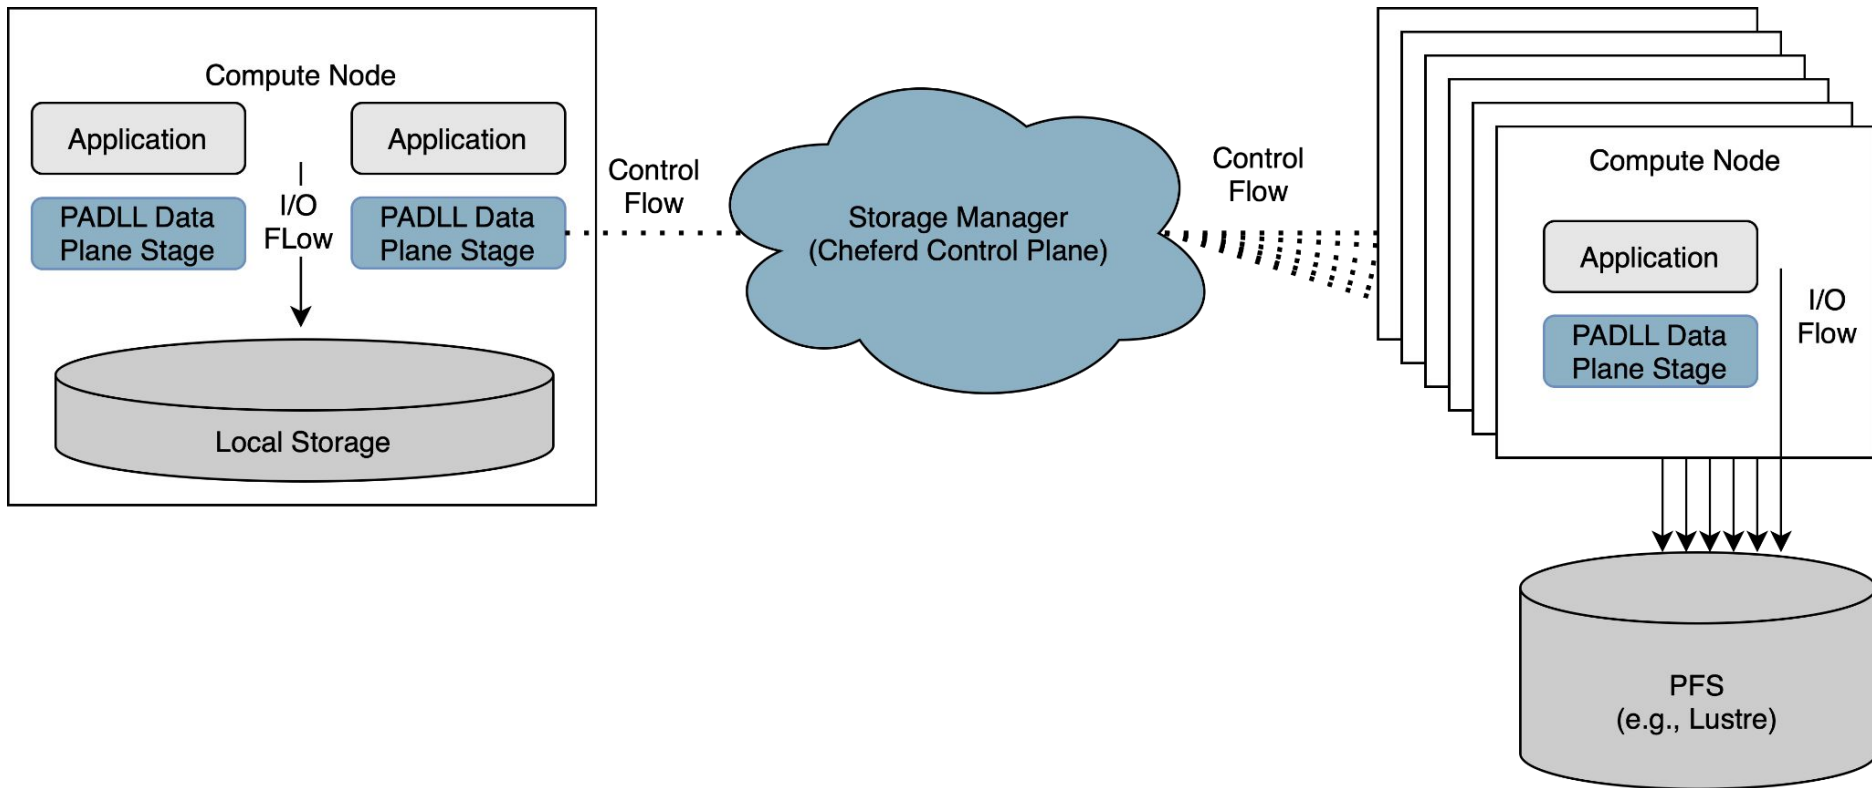 Compute Node
Application
Application
PADLL Data
Plane Stage
I/O
FLow
PADLL Data
Plane Stage
Local Storage
Control
Flow
Storage Manager
(Cheferd Control Plane)
Control
Flow
Compute Node
Application
PADLL Data
Plane Stage
I/O
Flow
PFS
(e.g., Lustre)